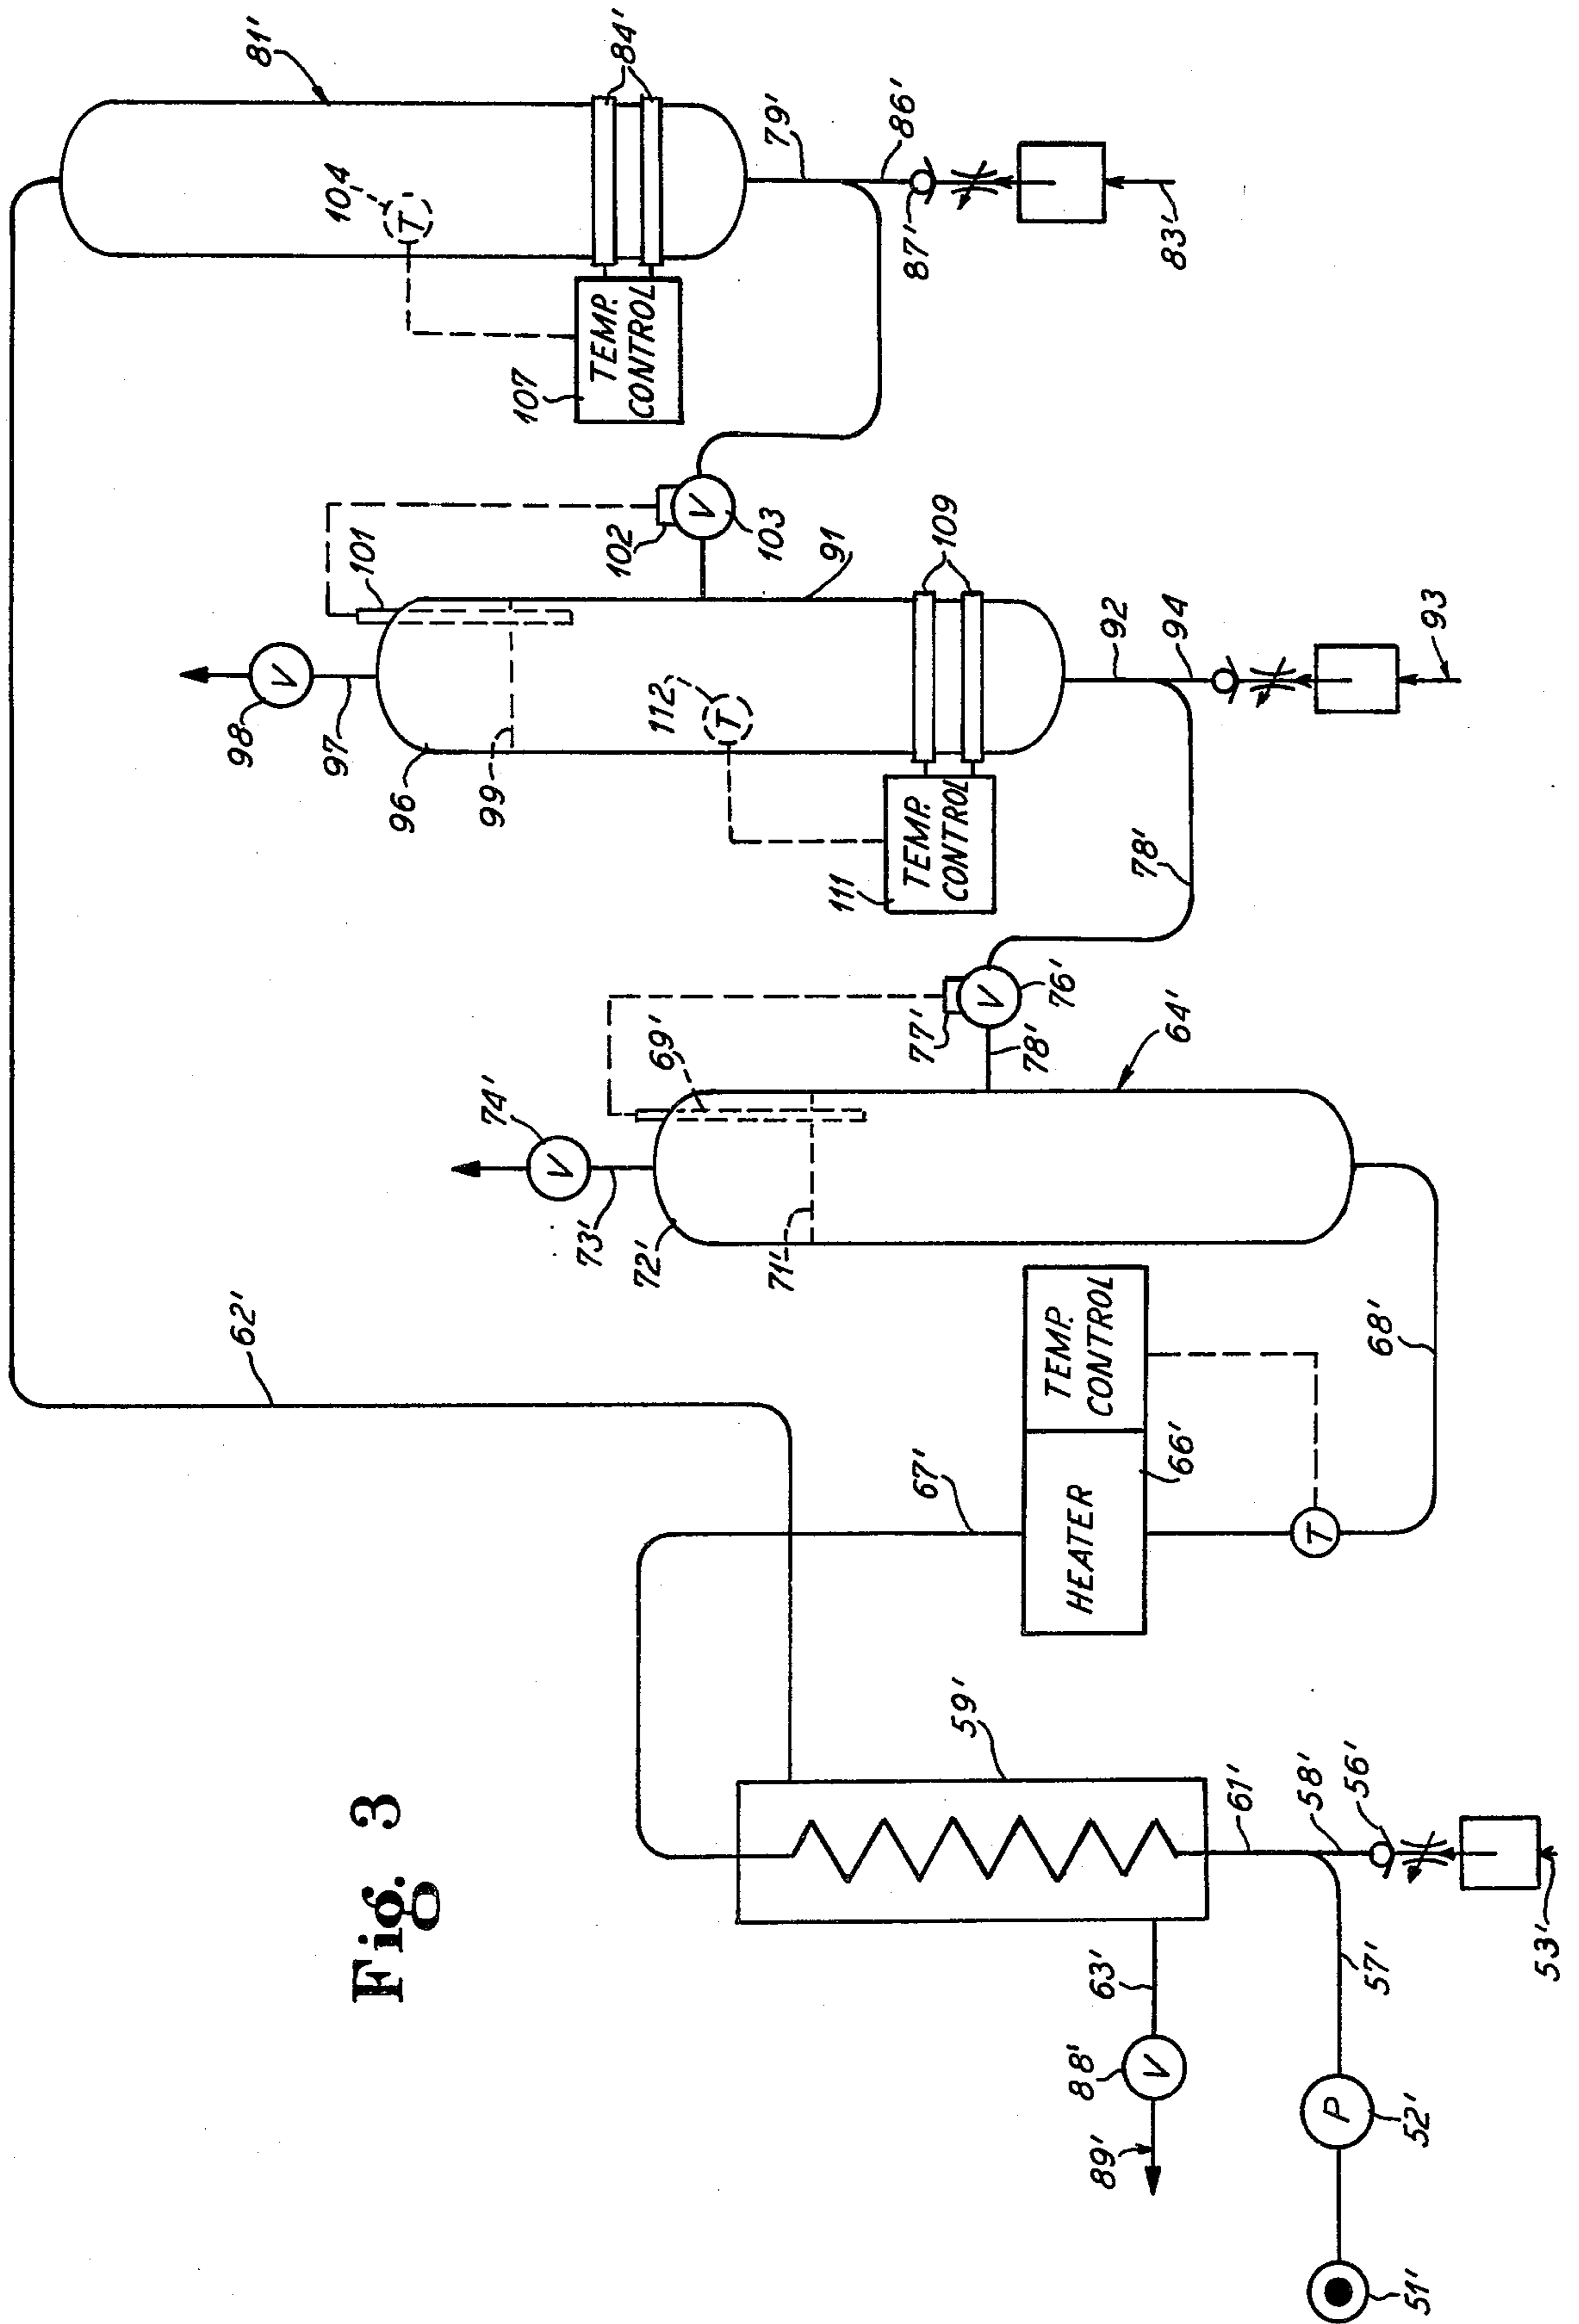 Fig. 3
81'
84'
104
T
TEMP.
CONTROL
107
79'
86'
87'
83'
62'
98
V
97
96
99
101
102
V
103
91
109
112
T
TEMP.
CONTROL
111
92
94
93
78'
74'
V
73'
72'
71'
69'
77'
V
76'
78'
64'
68'
67'
HEATER
TEMP.
CONTROL
66'
T
59'
61'
58'
56'
53'
57'
63'
88'
V
89'
P
52'
51'